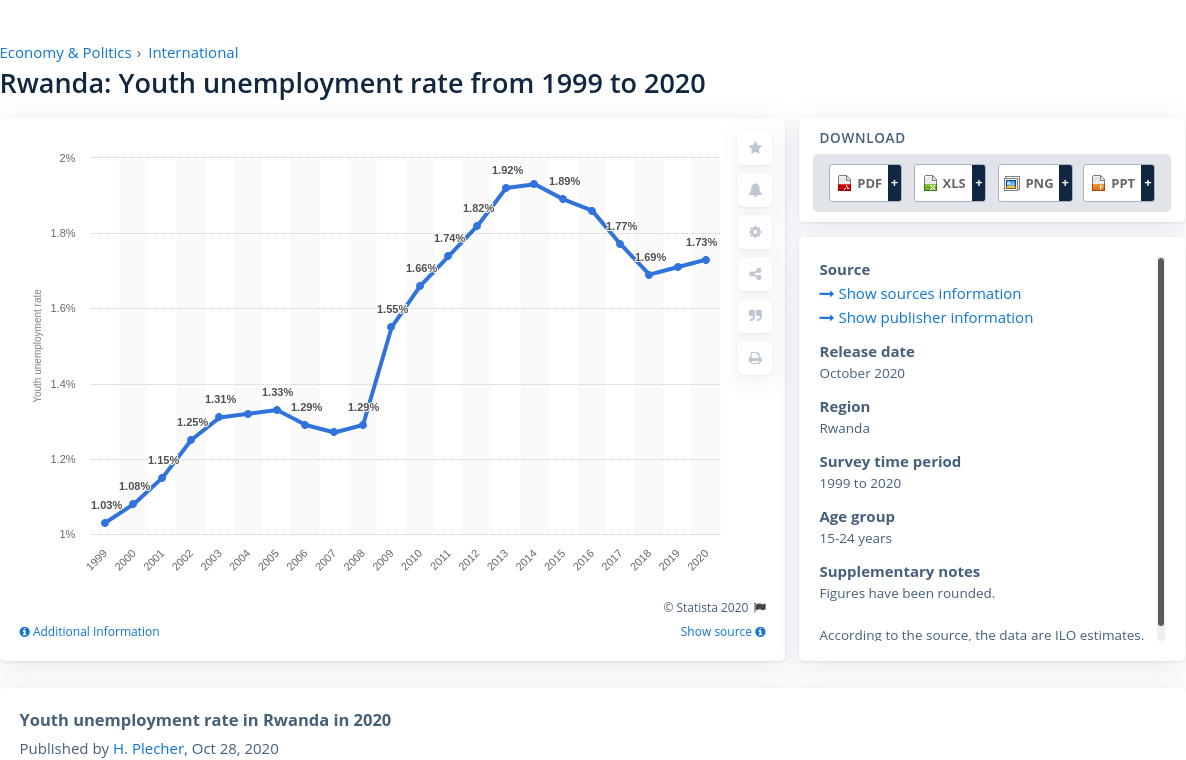 Economy & Politics › International
Rwanda: Youth unemployment rate from 1999 to 2020
Youth unemployment rate
2%
1.8%
1.6%
1.4%
1.2%
1%
1.03%
1.08%
1.15%
1.25%
1.31%
1.33%
1.29%
1.29%
1.55%
1.66%
1.74%
1.82%
1.92%
1.89%
1.77%
1.69%
1.73%
1999
2000
2001
2002
2003
2004
2005
2006
2007
2008
2009
2010
2011
2012
2013
2014
2015
2016
2017
2018
2019
2020
© Statista 2020
Additional Information
Show source
DOWNLOAD
PDF + XLS + PNG + PPT +
Source
Show sources information
Show publisher information
Release date
October 2020
Region
Rwanda
Survey time period
1999 to 2020
Age group
15-24 years
Supplementary notes
Figures have been rounded.
According to the source, the data are ILO estimates.
Youth unemployment rate in Rwanda in 2020
Published by H. Plecher, Oct 28, 2020